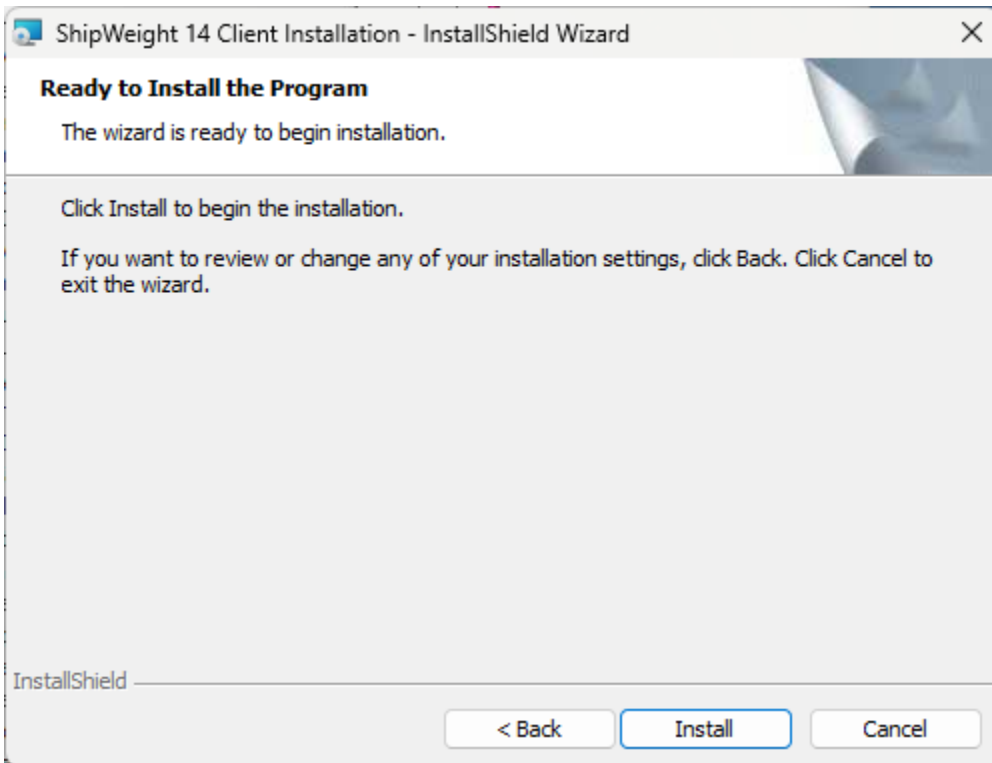 ShipWeight 14 Client Installation - InstallShield Wizard
Ready to Install the Program
The wizard is ready to begin installation.
Click Install to begin the installation.
If you want to review or change any of your installation settings, click Back. Click Cancel to
exit the wizard.
InstallShield
< Back
Install
Cancel